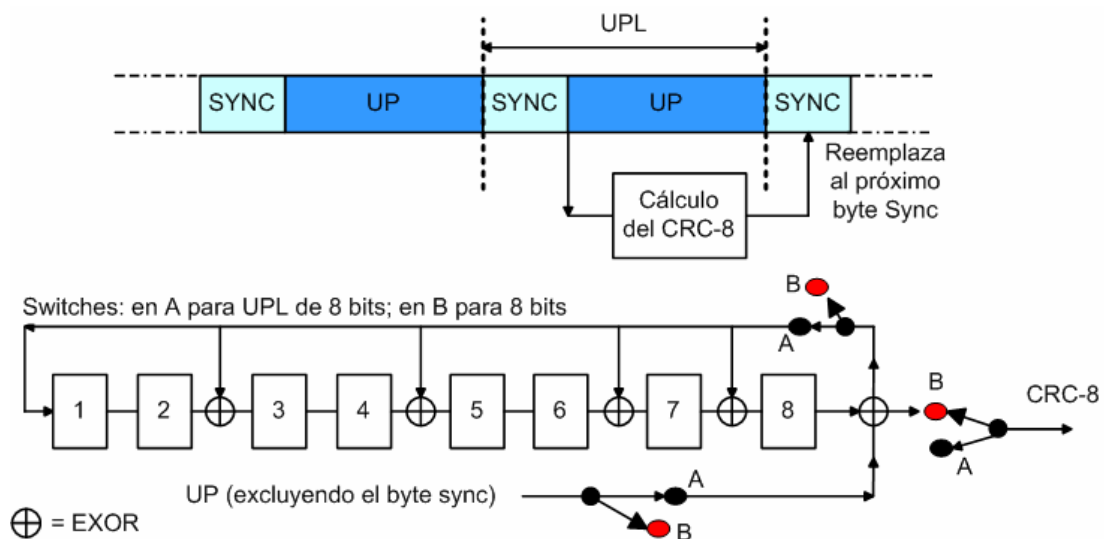 UPL
SYNC UP SYNC UP SYNC
Reemplaza
al próximo
byte Sync
Cálculo
del CRC-8
Switches: en A para UPL de 8 bits; en B para 8 bits
B
A
1 2 3 4 5 6 7 8
B
A
CRC-8
UP (excluyendo el byte sync)
A
B
= EXOR